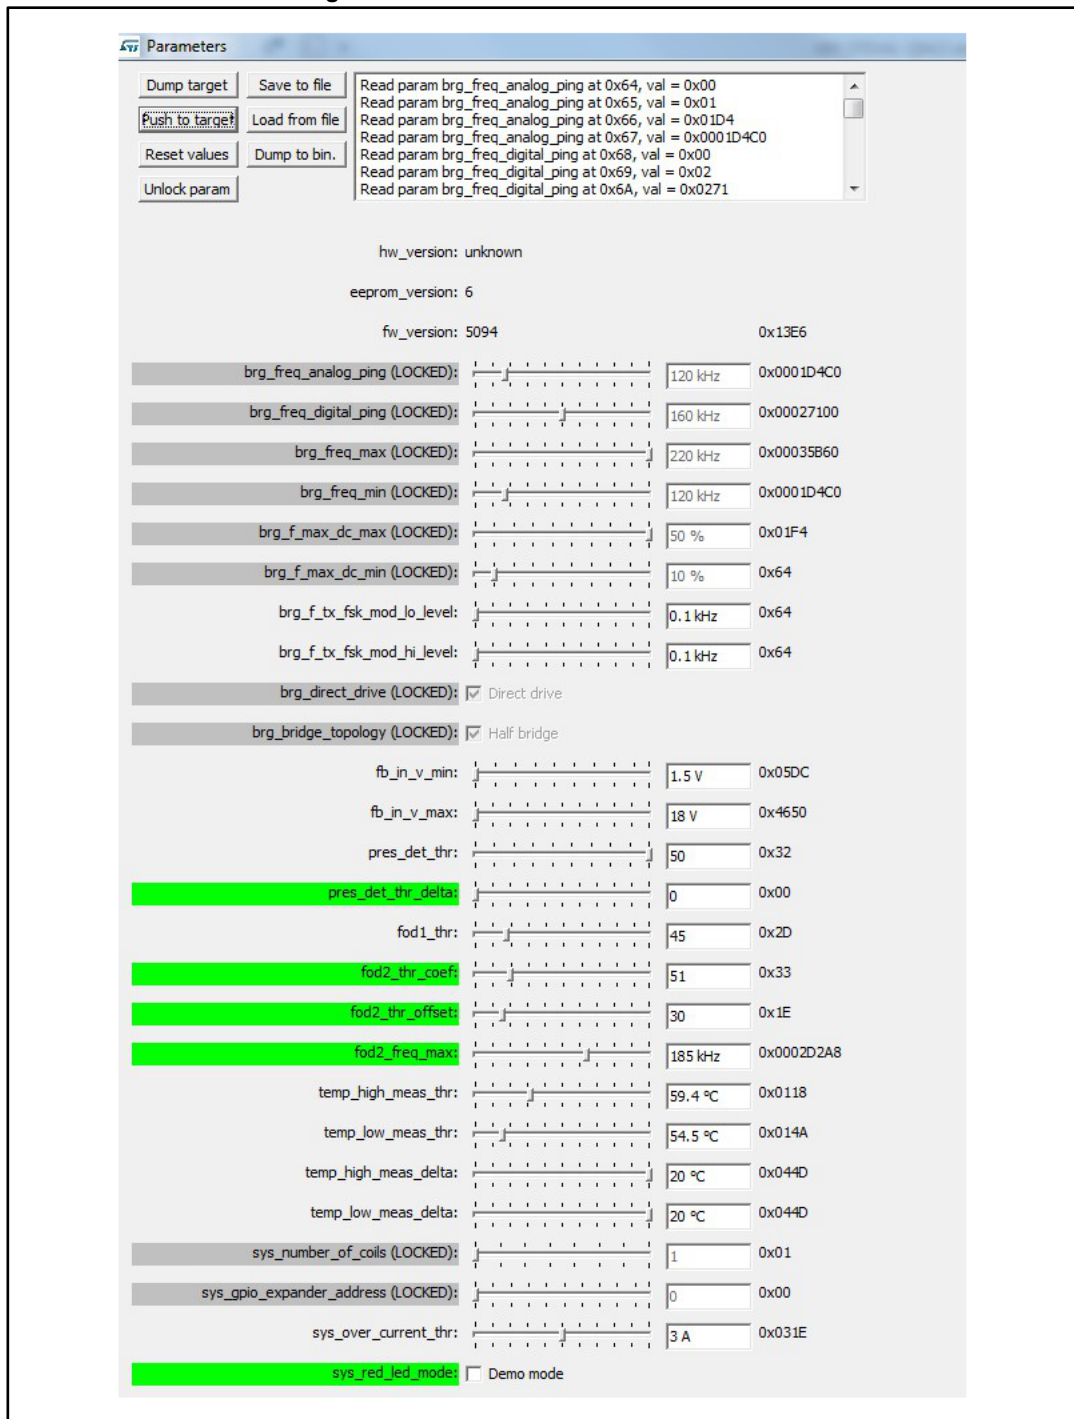 Parameters
Dump target Save to file
Push to target Load from file
Reset values Dump to bin.
Unlock param
Read param brg_freq_analog_ping at 0x64, val = 0x00
Read param brg_freq_analog_ping at 0x65, val = 0x01
Read param brg_freq_analog_ping at 0x66, val = 0x01D4
Read param brg_freq_analog_ping at 0x67, val = 0x0001D4C0
Read param brg_freq_digital_ping at 0x68, val = 0x00
Read param brg_freq_digital_ping at 0x69, val = 0x02
Read param brg_freq_digital_ping at 0x6A, val = 0x0271
hw_version: unknown
eeprom_version: 6
fw_version: 5094 0x13E6
brg_freq_analog_ping (LOCKED): 120 kHz 0x0001D4C0
brg_freq_digital_ping (LOCKED): 160 kHz 0x00027100
brg_freq_max (LOCKED): 220 kHz 0x00035B60
brg_freq_min (LOCKED): 120 kHz 0x0001D4C0
brg_f_max_dc_max (LOCKED): 50 % 0x01F4
brg_f_max_dc_min (LOCKED): 10 % 0x64
brg_f_tx_fsk_mod_lo_level: 0.1 kHz 0x64
brg_f_tx_fsk_mod_hi_level: 0.1 kHz 0x64
brg_direct_drive (LOCKED): Direct drive
brg_bridge_topology (LOCKED): Half bridge
fb_in_v_min: 1.5 V 0x05DC
fb_in_v_max: 18 V 0x4650
pres_det_thr: 50 0x32
pres_det_thr_delta: 0 0x00
fod1_thr: 45 0x2D
fod2_thr_coef: 51 0x33
fod2_thr_offset: 30 0x1E
fod2_freq_max: 185 kHz 0x0002D2A8
temp_high_meas_thr: 59.4 °C 0x0118
temp_low_meas_thr: 54.5 °C 0x014A
temp_high_meas_delta: 20 °C 0x044D
temp_low_meas_delta: 20 °C 0x044D
sys_number_of_coils (LOCKED): 1 0x01
sys_gpio_expander_address (LOCKED): 0 0x00
sys_over_current_thr: 3 A 0x031E
sys_red_led_mode: Demo mode